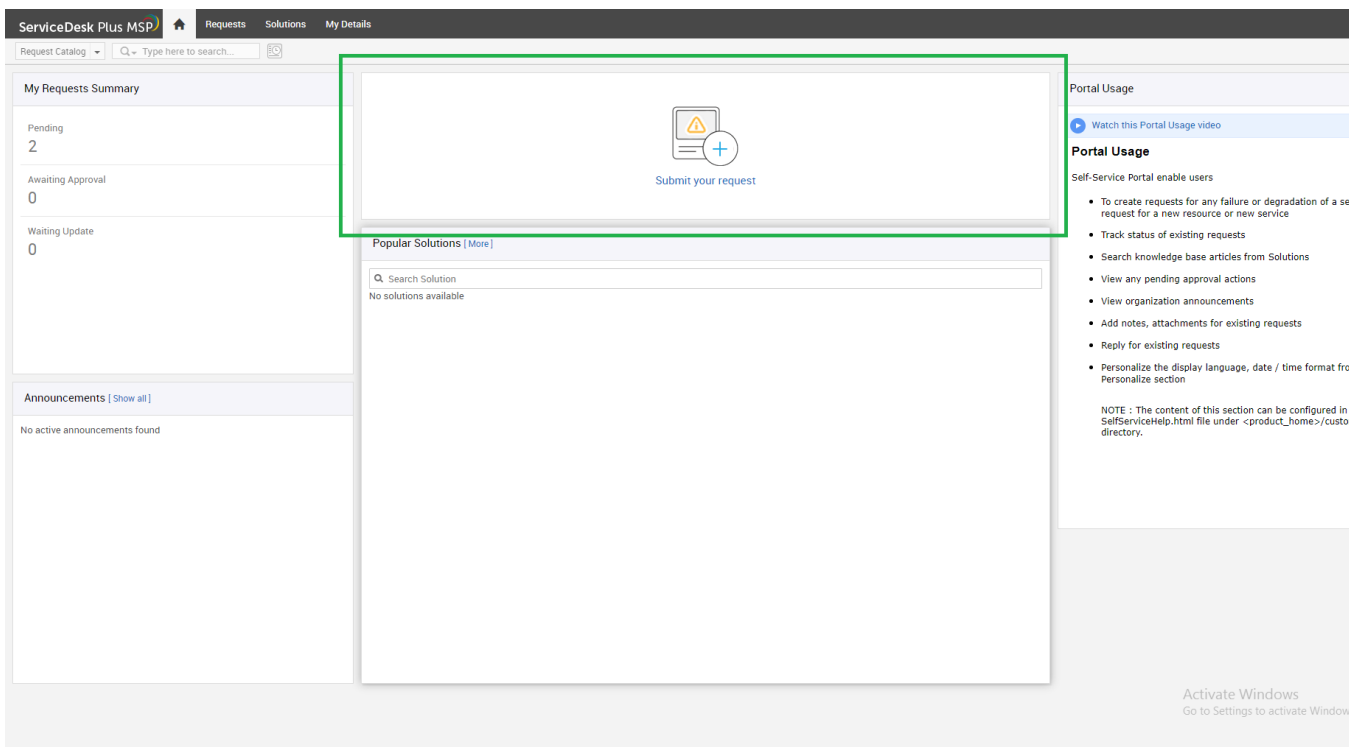 ServiceDesk Plus MSP Requests Solutions My Details
Request Catalog Type here to search...
My Requests Summary
Pending
2
Awaiting Approval
0
Waiting Update
0
Announcements [ Show all ]
No active announcements found
Submit your request
Popular Solutions [ More ]
Search Solution
No solutions available
Portal Usage
Watch this Portal Usage video
Portal Usage
Self-Service Portal enable users
• To create requests for any failure or degradation of a se
request for a new resource or new service
• Track status of existing requests
• Search knowledge base articles from Solutions
• View any pending approval actions
• View organization announcements
• Add notes, attachments for existing requests
• Reply for existing requests
• Personalize the display language, date / time format fro
Personalize section
NOTE : The content of this section can be configured in
SelfServiceHelp.html file under <product_home>/custo
directory.
Activate Windows
Go to Settings to activate Window